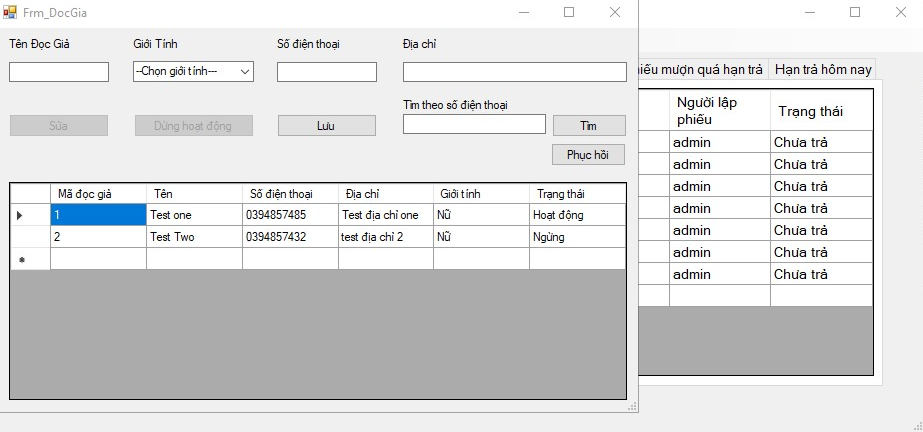 Frm_DocGia
Tên Đọc Giả Giới Tính Số điện thoại Địa chỉ
--Chọn giới tính---
Tìm theo số điện thoại
Sửa Dừng hoạt động Lưu Tìm
Phục hồi
Mã đọc giả Tên Số điện thoại Địa chỉ Giới tính Trạng thái
1 Test one 0394857485 Test địa chỉ one Nữ Hoạt động
2 Test Two 0394857432 test địa chỉ 2 Nữ Ngừng
mượn quá hạn trả Hạn trả hôm nay
Người lập
phiếu Trạng thái
admin Chưa trả
admin Chưa trả
admin Chưa trả
admin Chưa trả
admin Chưa trả
admin Chưa trả
admin Chưa trả